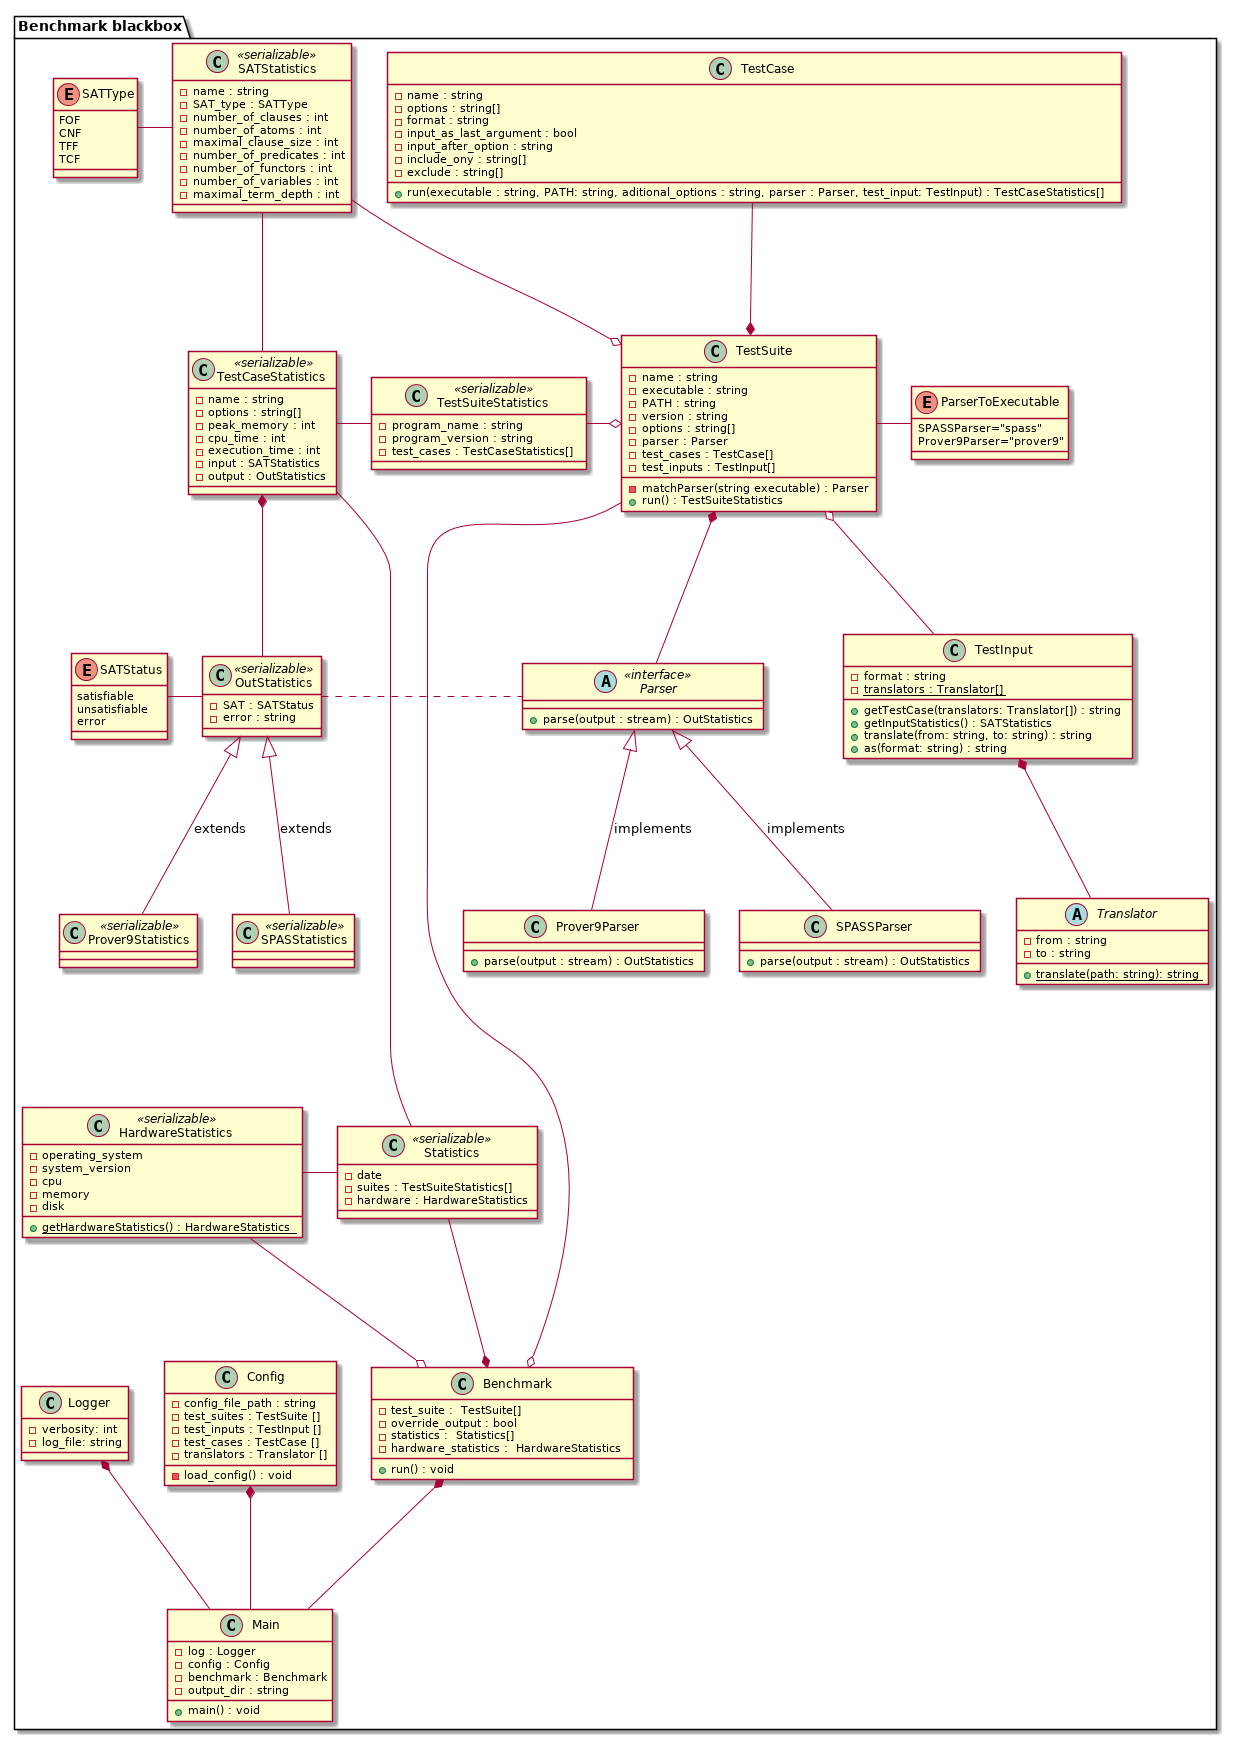 Benchmark blackbox
«serializable»
SATStatistics
name : string
SAT_type : SATType
number_of_clauses : int
number_of_atoms : int
maximal_clause_size : int
number_of_predicates : int
number_of_functors : int
number_of_variables : int
maximal_term_depth : int
C
E
SATType
FOF
CNF
TFF
TCF
C
TestCase
name : string
options : string[]
format : string
input_as_last_argument : bool
input_after_option : string
include_ony : string[]
exclude : string[]
run(executable : string, PATH: string, aditional_options : string, parser : Parser, test_input: TestInput) : TestCaseStatistics[]
C
«serializable»
TestCaseStatistics
name : string
options : string[]
peak_memory : int
cpu_time : int
execution_time : int
input : SATStatistics
output : OutStatistics
C
«serializable»
TestSuiteStatistics
program_name : string
program_version : string
test_cases : TestCaseStatistics[]
C
TestSuite
name : string
executable : string
PATH : string
version : string
options : string[]
parser : Parser
test_cases : TestCase[]
test_inputs : TestInput[]
matchParser(string executable) : Parser
run() : TestSuiteStatistics
E
ParserToExecutable
SPASSParser="spass"
Prover9Parser="prover9"
E
SATStatus
satisfiable
unsatisfiable
error
C
«serializable»
OutStatistics
SAT : SATStatus
error : string
A
«interface»
Parser
parse(output : stream) : OutStatistics
C
TestInput
format : string
translators : Translator[]
getTestCase(translators: Translator[]) : string
getInputStatistics() : SATStatistics
translate(from: string, to: string) : string
as(format: string) : string
extends
extends
implements
implements
C
«serializable»
Prover9Statistics
C
«serializable»
SPASStatistics
C
Prover9Parser
parse(output : stream) : OutStatistics
C
SPASSParser
parse(output : stream) : OutStatistics
A
Translator
from : string
to : string
translate(path: string): string
C
«serializable»
HardwareStatistics
operating_system
system_version
cpu
memory
disk
getHardwareStatistics() : HardwareStatistics
C
«serializable»
Statistics
date
suites : TestSuiteStatistics[]
hardware : HardwareStatistics
C
Logger
verbosity: int
log_file: string
C
Config
config_file_path : string
test_suites : TestSuite []
test_inputs : TestInput []
test_cases : TestCase []
translators : Translator []
load_config() : void
C
Benchmark
test_suite :  TestSuite[]
override_output : bool
statistics :  Statistics[]
hardware_statistics :  HardwareStatistics
run() : void
C
Main
log : Logger
config : Config
benchmark : Benchmark
output_dir : string
main() : void